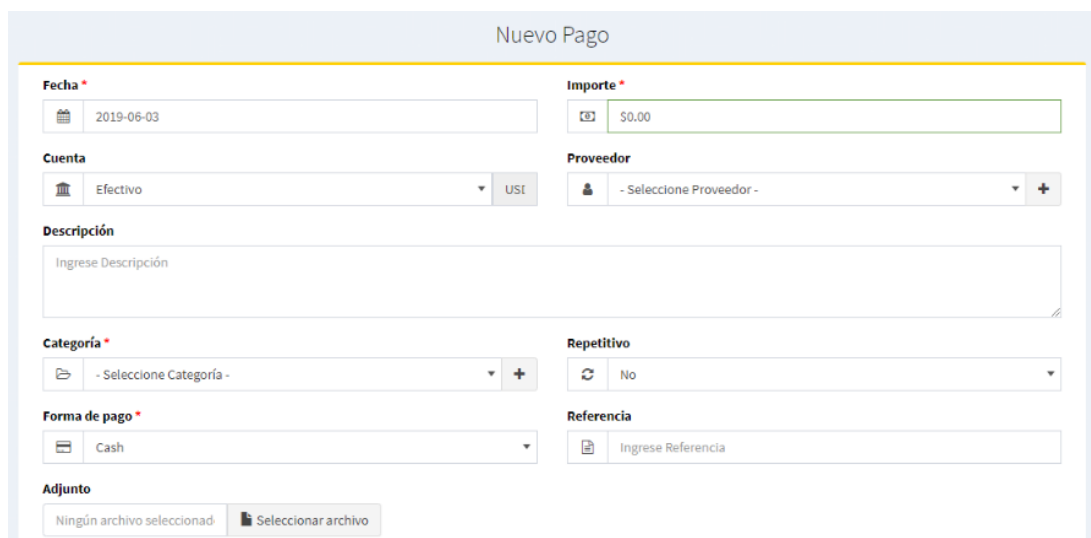 Nuevo Pago
Fecha *
Importe *
2019-06-03
$0.00
Cuenta
Proveedor
Efectivo
USI
- Seleccione Proveedor -
+
Descripción
Ingrese Descripción
Categoría *
Repetitivo
- Seleccione Categoría -
+
No
Forma de pago *
Referencia
Cash
Ingrese Referencia
Adjunto
Ningún archivo seleccionad
Seleccionar archivo